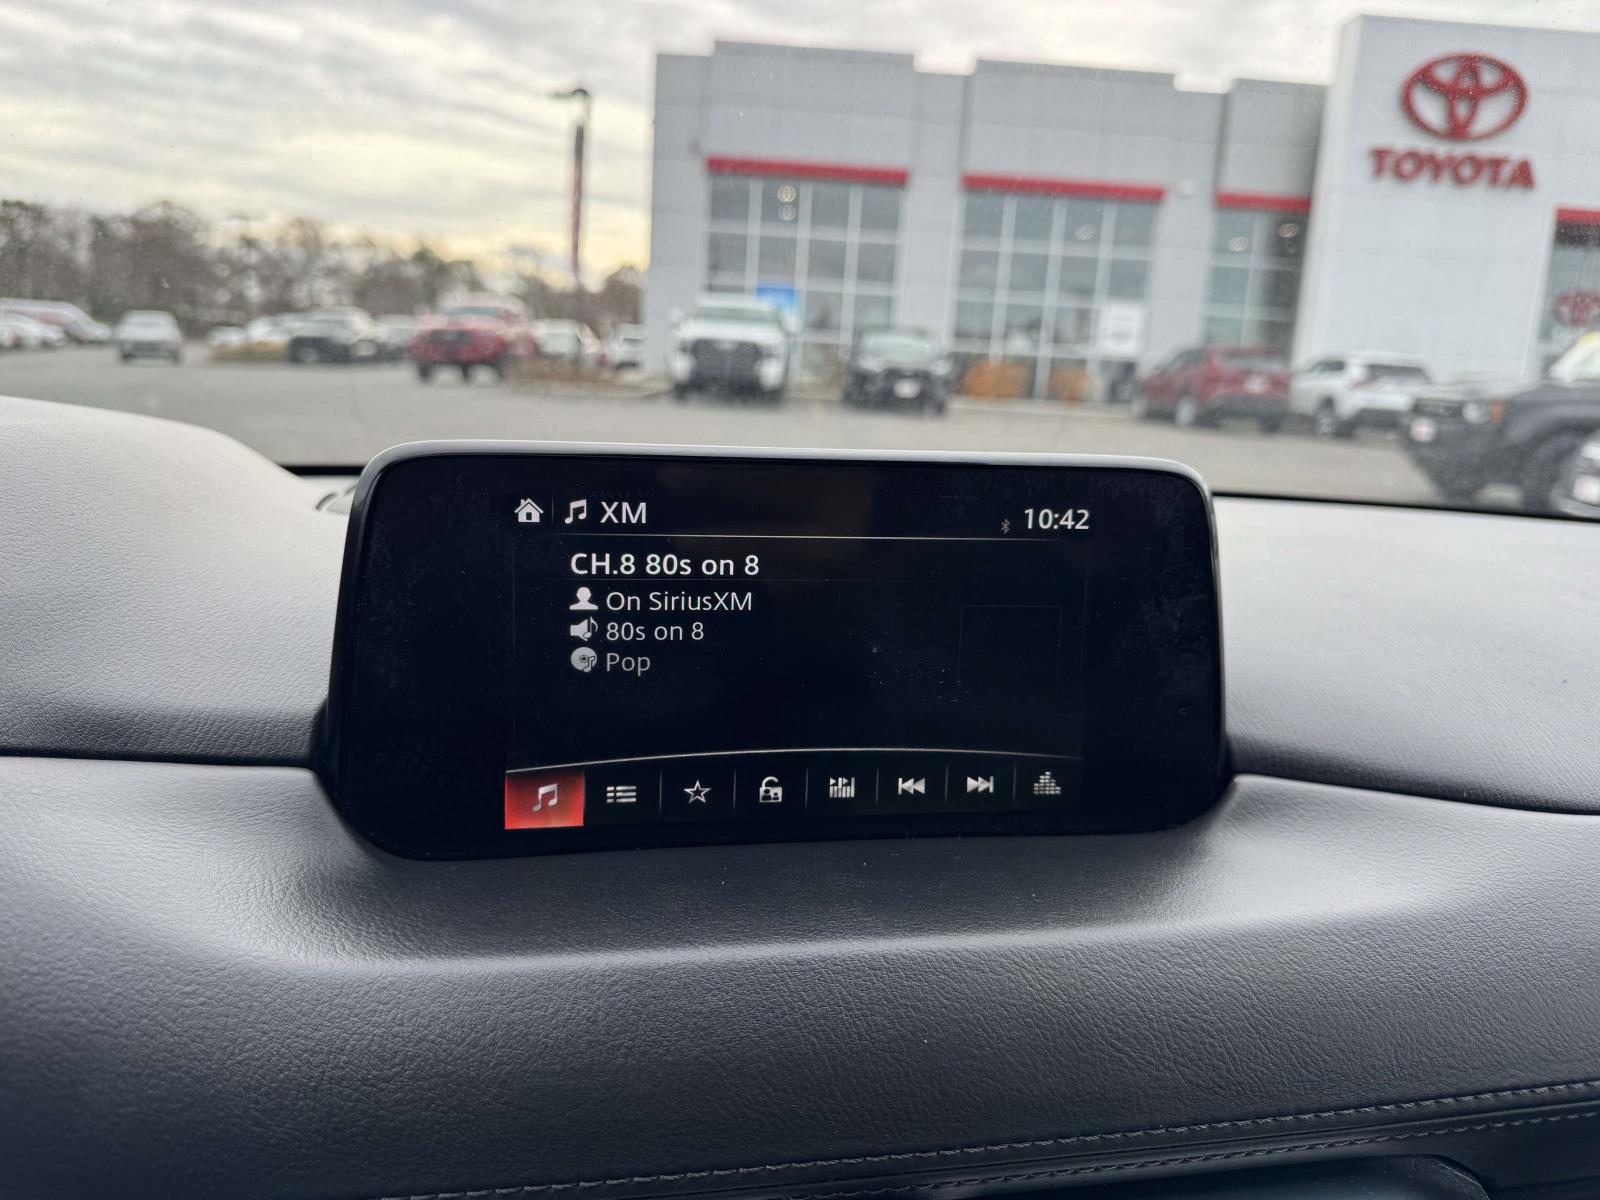 TOYOTA
XM
10:42
CH.8 80s on 8
On SiriusXM
80s on 8
Pop